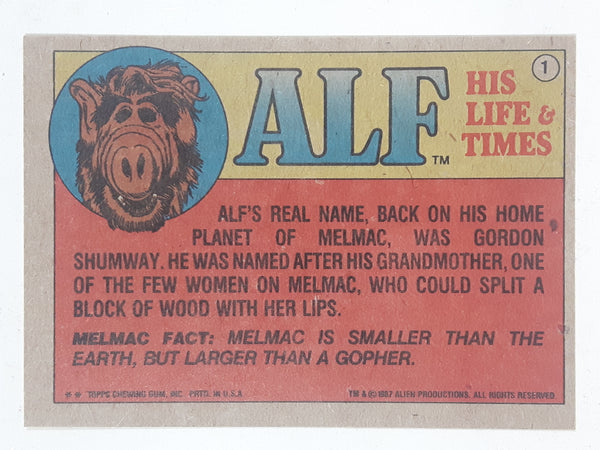 1
ALF™
HIS
LIFE &
TIMES
ALF'S REAL NAME, BACK ON HIS HOME
PLANET OF MELMAC, WAS GORDON
SHUMWAY. HE WAS NAMED AFTER HIS GRANDMOTHER, ONE
OF THE FEW WOMEN ON MELMAC, WHO COULD SPLIT A
BLOCK OF WOOD WITH HER LIPS.
MELMAC FACT: MELMAC IS SMALLER THAN THE
EARTH, BUT LARGER THAN A GOPHER.
** TOPPS CHEWING GUM, INC. PRTD. IN U.S.A TM & ©1987 ALIEN PRODUCTIONS. ALL RIGHTS RESERVED.